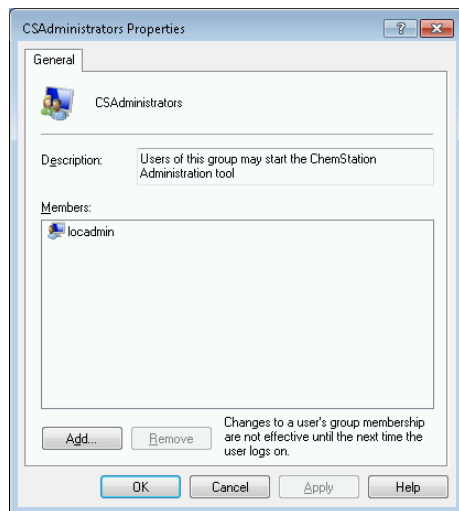 CSAdministrators Properties
?
General
CSAdministrators
Description:
Users of this group may start the ChemStation
Administration tool
Members:
locadmin
Add...
Remove
Changes to a user's group membership
are not effective until the next time the
user logs on.
OK
Cancel
Apply
Help